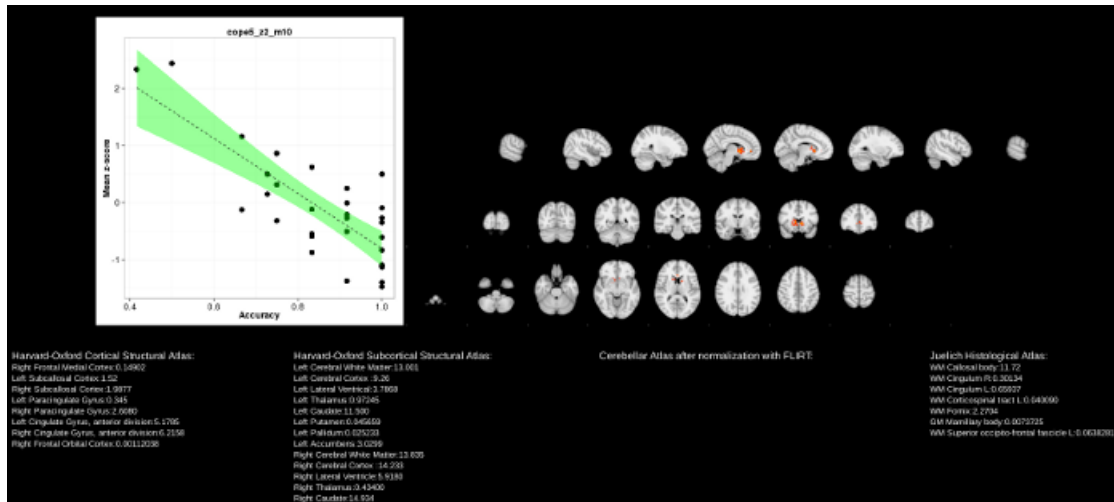 cope5_z2_m10
Mean z-score
2
1
0
-1
0.4
0.6
0.8
1.0
Accuracy
Harvard-Oxford Cortical Structural Atlas:
Right Frontal Medial Cortex:0.14902
Left Subcallosal Cortex:1.52
Right Subcallosal Cortex:1.9877
Left Paracingulate Gyrus:0.345
Right Paracingulate Gyrus:2.6080
Left Cingulate Gyrus, anterior division:5.1785
Right Cingulate Gyrus, anterior division:6.2158
Right Frontal Orbital Cortex:0.00112038
Harvard-Oxford Subcortical Structural Atlas:
Left Cerebral White Matter:13.001
Left Cerebral Cortex :9.26
Left Lateral Ventrical:3.7868
Left Thalamus:0.97245
Left Caudate:11.500
Left Putamen:0.045693
Left Pallidum:0.025233
Left Accumbens:3.0299
Right Cerebral White Matter:13.835
Right Cerebral Cortex :14.233
Right Lateral Ventricle:5.9180
Right Thalamus:0.43400
Right Caudate:14.934
Cerebellar Atlas after normalization with FLIRT:
Juelich Histological Atlas:
WM Callosal body:11.72
WM Cingulum R:0.30134
WM Cingulum L:0.65937
WM Corticospinal tract L:0.040090
WM Fornix:2.2704
GM Mamillary body:0.0073725
WM Superior occipito-frontal fascicle L:0.0638281